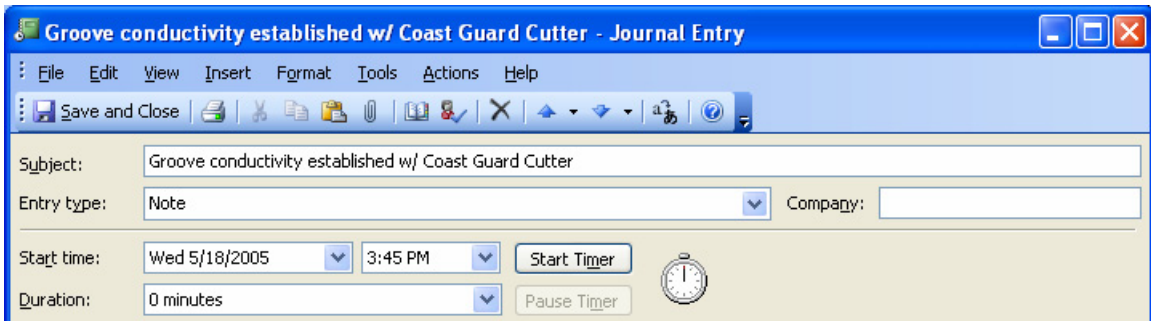 Groove conductivity established w/ Coast Guard Cutter - Journal Entry
File Edit View Insert Format Tools Actions Help
Save and Close
Subject: Groove conductivity established w/ Coast Guard Cutter
Entry type: Note Company:
Start time: Wed 5/18/2005 3:45 PM Start Timer
Duration: 0 minutes Pause Timer